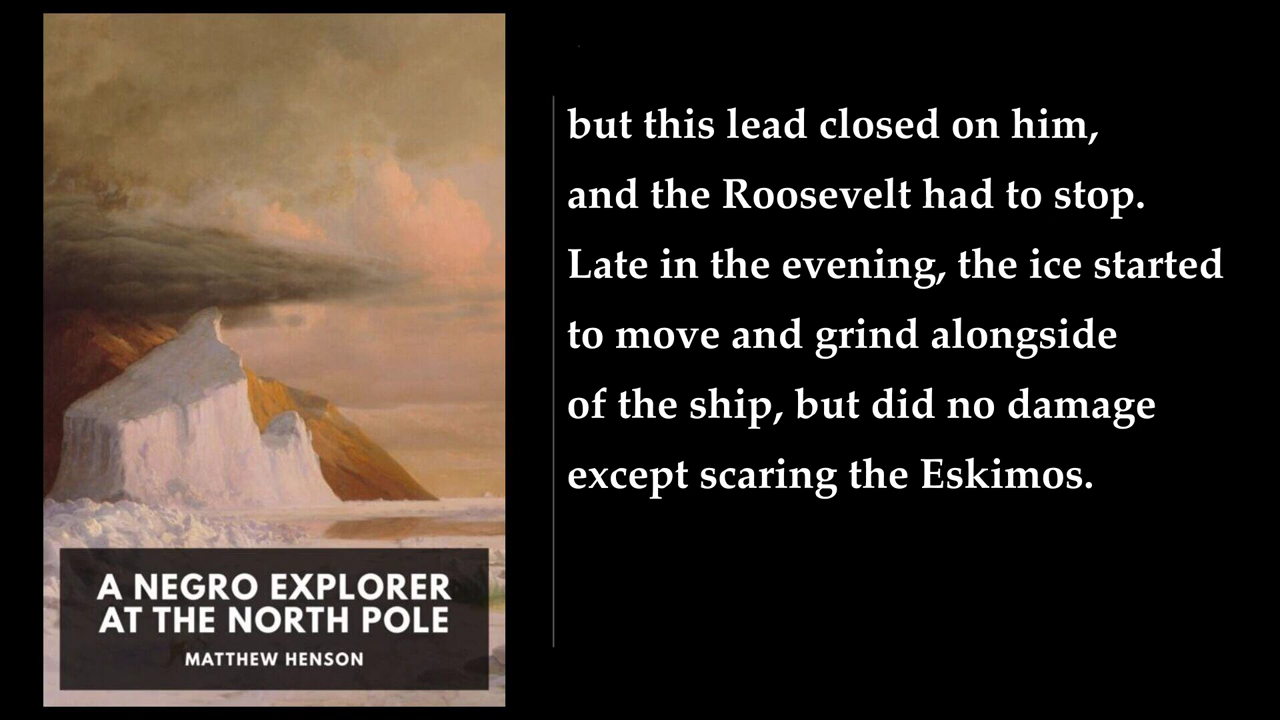 but this lead closed on him,
and the Roosevelt had to stop.
Late in the evening, the ice started
to move and grind alongside
of the ship, but did no damage
except scaring the Eskimos.
A NEGRO EXPLORER
AT THE NORTH POLE
MATTHEW HENSON